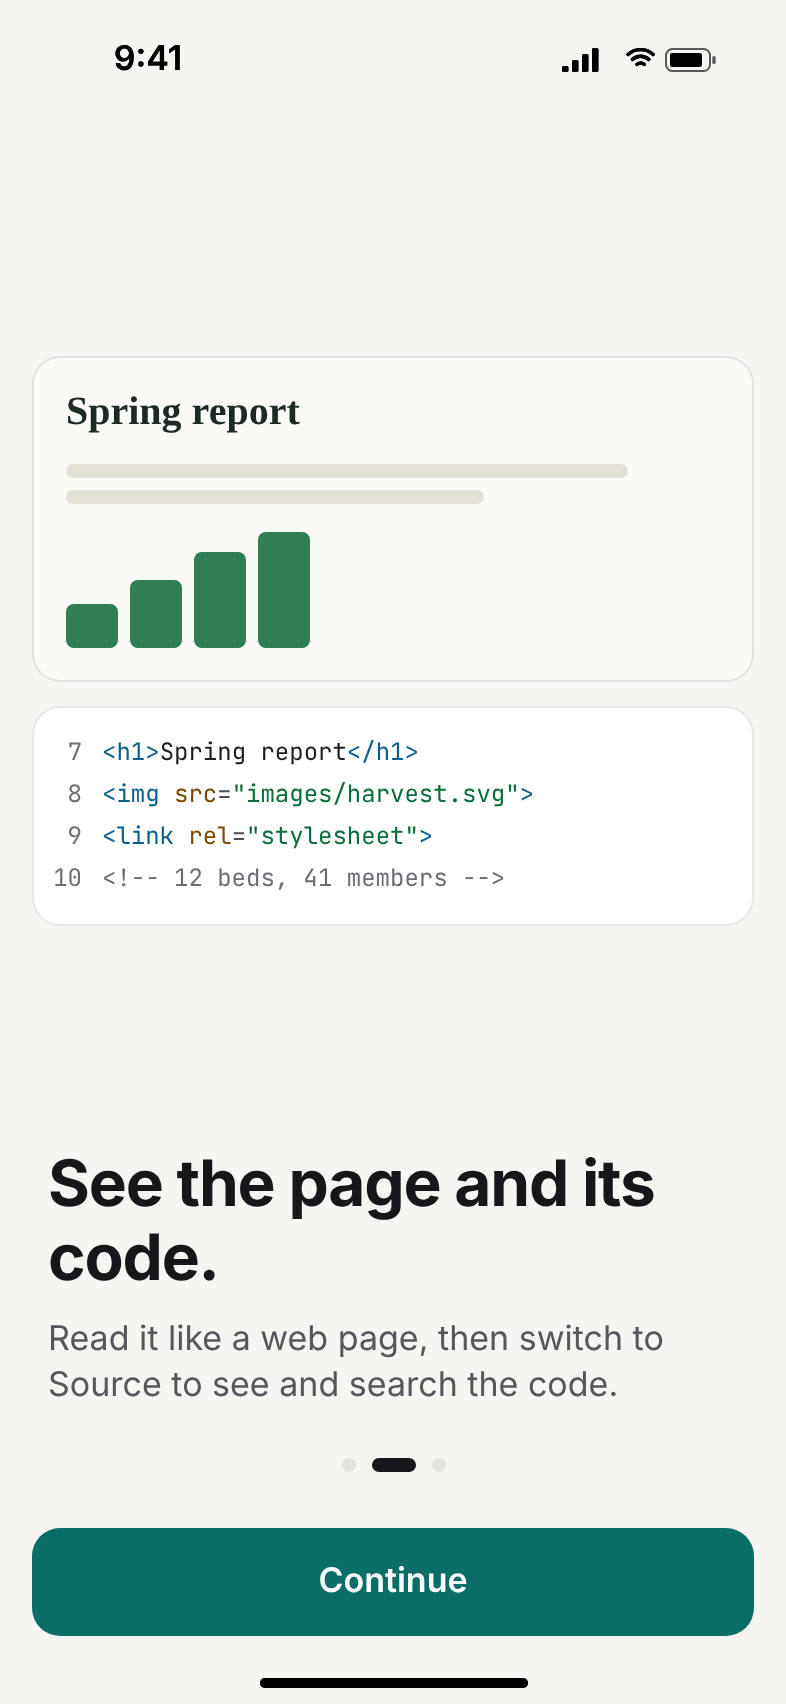 9:41
Spring report
7 <h1>Spring report</h1>
8 <img src="images/harvest.svg">
9 <link rel="stylesheet">
10 <!-- 12 beds, 41 members -->
See the page and its
code.
Read it like a web page, then switch to
Source to see and search the code.
Continue